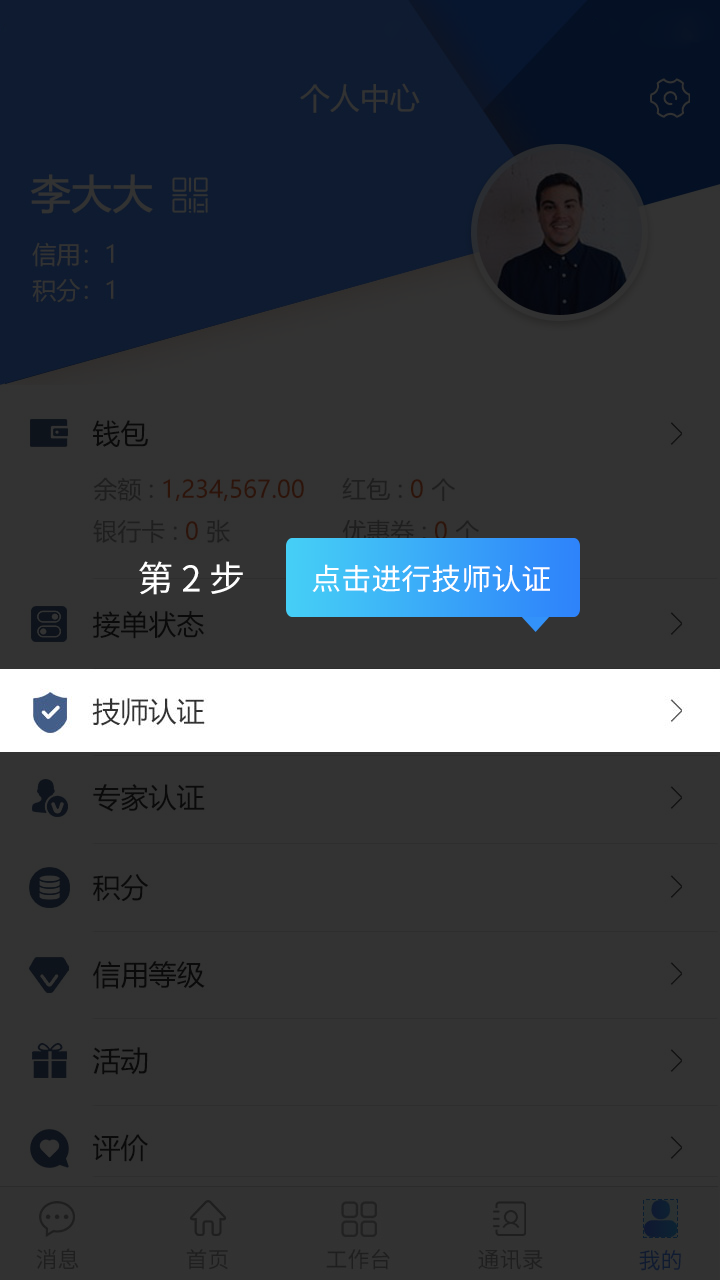 个人中心
李大大
信用：1
积分：1
钱包
余额 : 1,234,567.00 红包 : 0 个
银行卡 : 0 张 优惠券 : 0 个
第 2 步 点击进行技师认证
接单状态
技师认证
专家认证
积分
信用等级
活动
评价
消息 首页 工作台 通讯录 我的